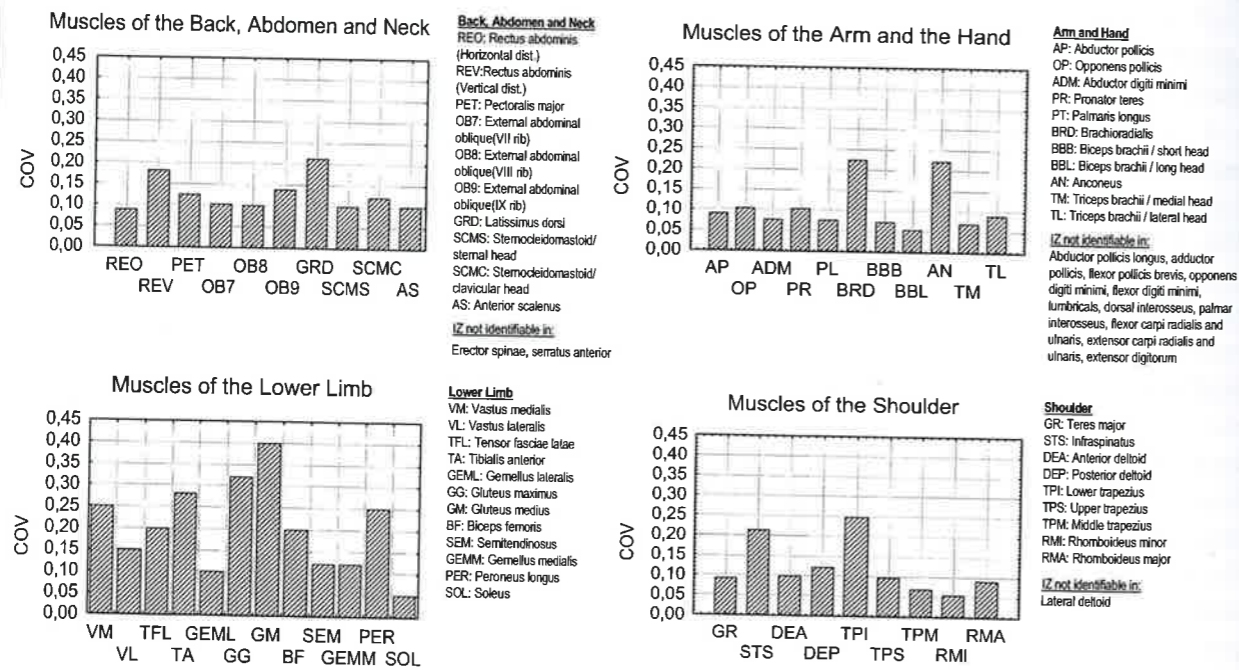 Muscles of the Back, Abdomen and Neck
0,45
0,40
0,35
0,30
0,25
0,20
0,15
0,10
0,05
0,00
COV
REO PET OB8 GRD SCMC
REV OB7 OB9 SCMS AS
Back, Abdomen and Neck
REO: Rectus abdominis
(Horizontal dist.)
REV:Rectus abdominis
(Vertical dist.)
PET: Pectoralis major
OB7: External abdominal
oblique(VII rib)
OB8: External abdominal
oblique(VIII rib)
OB9: External abdominal
oblique(IX rib)
GRD: Latissimus dorsi
SCMS: Sternocleidomastoid/
sternal head
SCMC: Sternocleidomastoid/
clavicular head
AS: Anterior scalenus
IZ not identifiable in:
Erector spinae, serratus anterior
Muscles of the Arm and the Hand
0,45
0,40
0,35
0,30
0,25
0,20
0,15
0,10
0,05
0,00
COV
AP ADM PL BBB AN TL
OP PR BRD BBL TM
Arm and Hand
AP: Abductor pollicis
OP: Opponens pollicis
ADM: Abductor digiti minimi
PR: Pronator teres
PT: Palmaris longus
BRD: Brachioradialis
BBB: Biceps brachii / short head
BBL: Biceps brachii / long head
AN: Anconeus
TM: Triceps brachii / medial head
TL: Triceps brachii / lateral head
IZ not identifiable in:
Abductor pollicis longus, adductor
pollicis, flexor pollicis brevis, opponens
digiti minimi, flexor digiti minimi,
lumbricals, dorsal interosseus, palmar
interosseus, flexor carpi radialis and
ulnaris, extensor carpi radialis and
ulnaris, extensor digitorum
Muscles of the Lower Limb
0,45
0,40
0,35
0,30
0,25
0,20
0,15
0,10
0,05
0,00
COV
VM TFL GEML GM SEM PER
VL TA GG BF GEMM SOL
Lower Limb
VM: Vastus medialis
VL: Vastus lateralis
TFL: Tensor fasciae latae
TA: Tibialis anterior
GEML: Gemellus lateralis
GG: Gluteus maximus
GM: Gluteus medius
BF: Biceps femoris
SEM: Semitendinosus
GEMM: Gemellus medialis
PER: Peroneus longus
SOL: Soleus
Muscles of the Shoulder
0,45
0,40
0,35
0,30
0,25
0,20
0,15
0,10
0,05
0,00
COV
GR DEA TPI TPM RMA
STS DEP TPS RMI
Shoulder
GR: Teres major
STS: Infraspinatus
DEA: Anterior deltoid
DEP: Posterior deltoid
TPI: Lower trapezius
TPS: Upper trapezius
TPM: Middle trapezius
RMI: Rhomboideus minor
RMA: Rhomboideus major
IZ not identifiable in:
Lateral deltoid